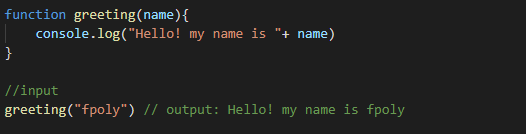 function greeting(name){
    console.log("Hello! my name is "+ name)
}

//input
greeting("fpoly") // output: Hello! my name is fpoly